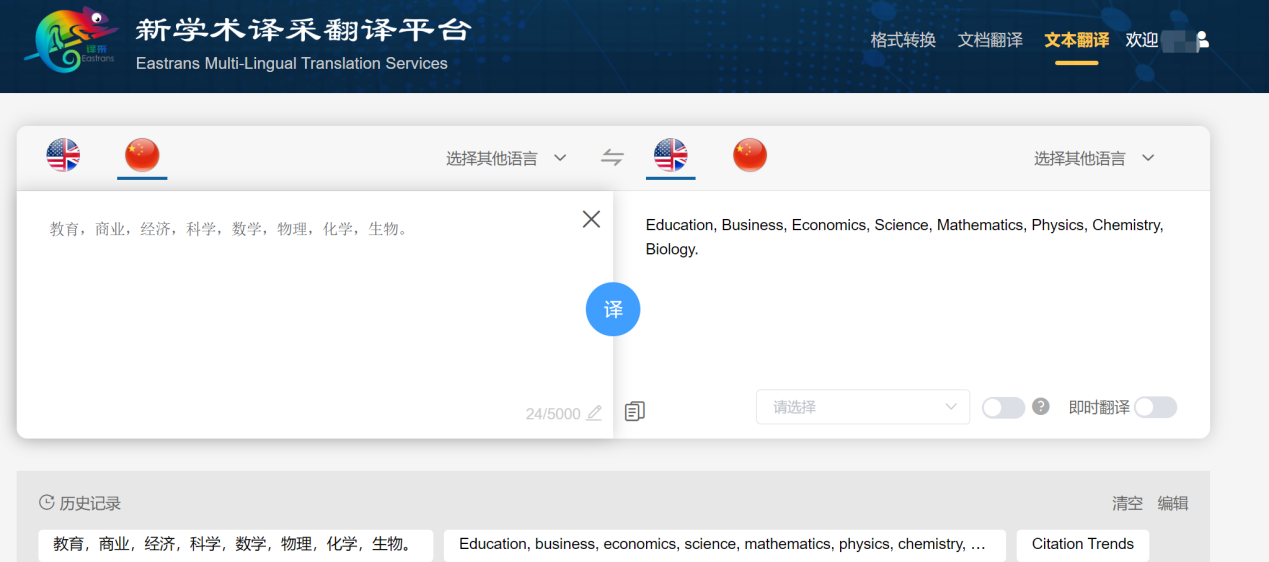 新学术译采翻译平台
Eastrans Multi-Lingual Translation Services
译采
Eastrans
格式转换 文档翻译 文本翻译 欢迎
选择其他语言 选择其他语言
教育，商业，经济，科学，数学，物理，化学，生物。
Education, Business, Economics, Science, Mathematics, Physics, Chemistry,
Biology.
译
24/5000
请选择 ? 即时翻译
历史记录 清空 编辑
教育，商业，经济，科学，数学，物理，化学，生物。 Education, business, economics, science, mathematics, physics, chemistry, … Citation Trends